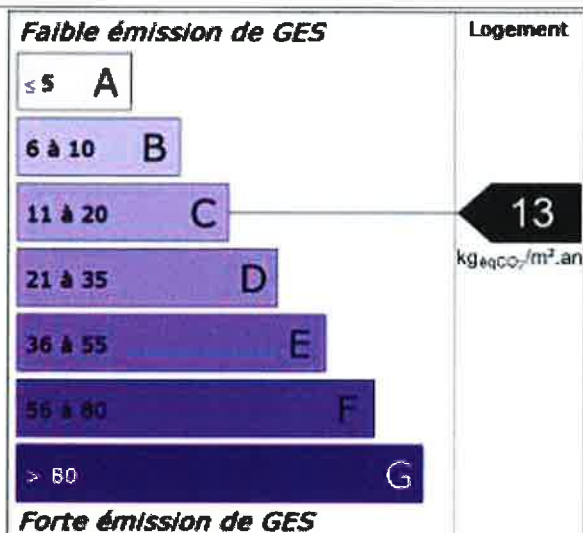 Faible émission de GES
Logement
≤ 5 A
6 à 10 B
11 à 20 C
13
kgéqCO₂/m².an
21 à 35 D
36 à 55 E
56 à 80 F
> 80 G
Forte émission de GES